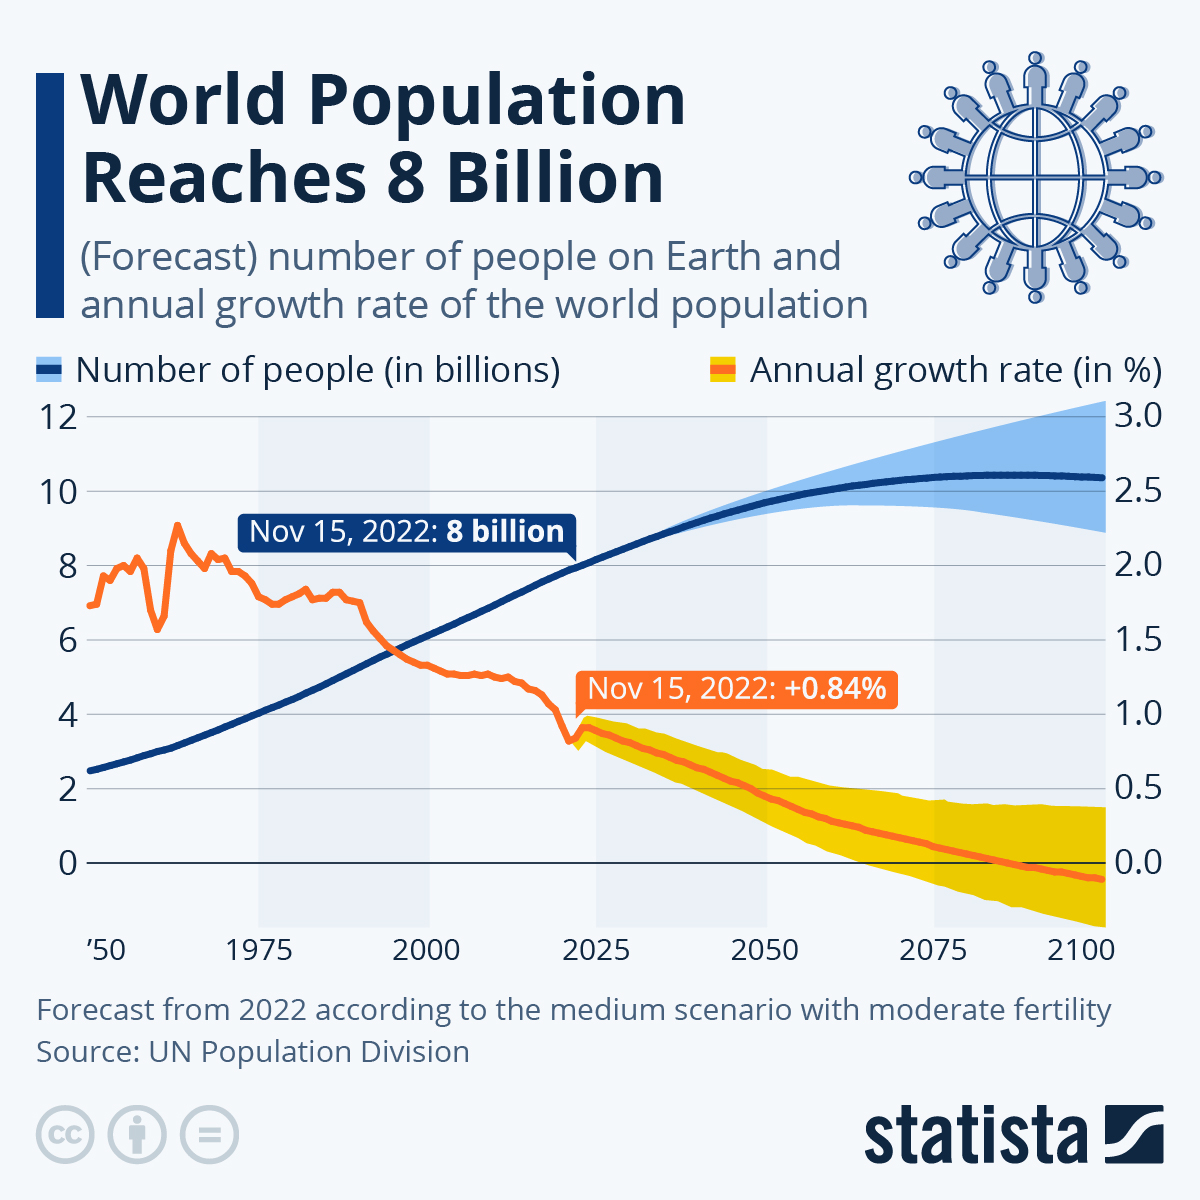 World Population
Reaches 8 Billion
(Forecast) number of people on Earth and
annual growth rate of the world population
Number of people (in billions)
Annual growth rate (in %)
12
10
8
6
4
2
0
3.0
2.5
2.0
1.5
1.0
0.5
0.0
Nov 15, 2022: 8 billion
Nov 15, 2022: +0.84%
’50
1975
2000
2025
2050
2075
2100
Forecast from 2022 according to the medium scenario with moderate fertility
Source: UN Population Division
cc
statista